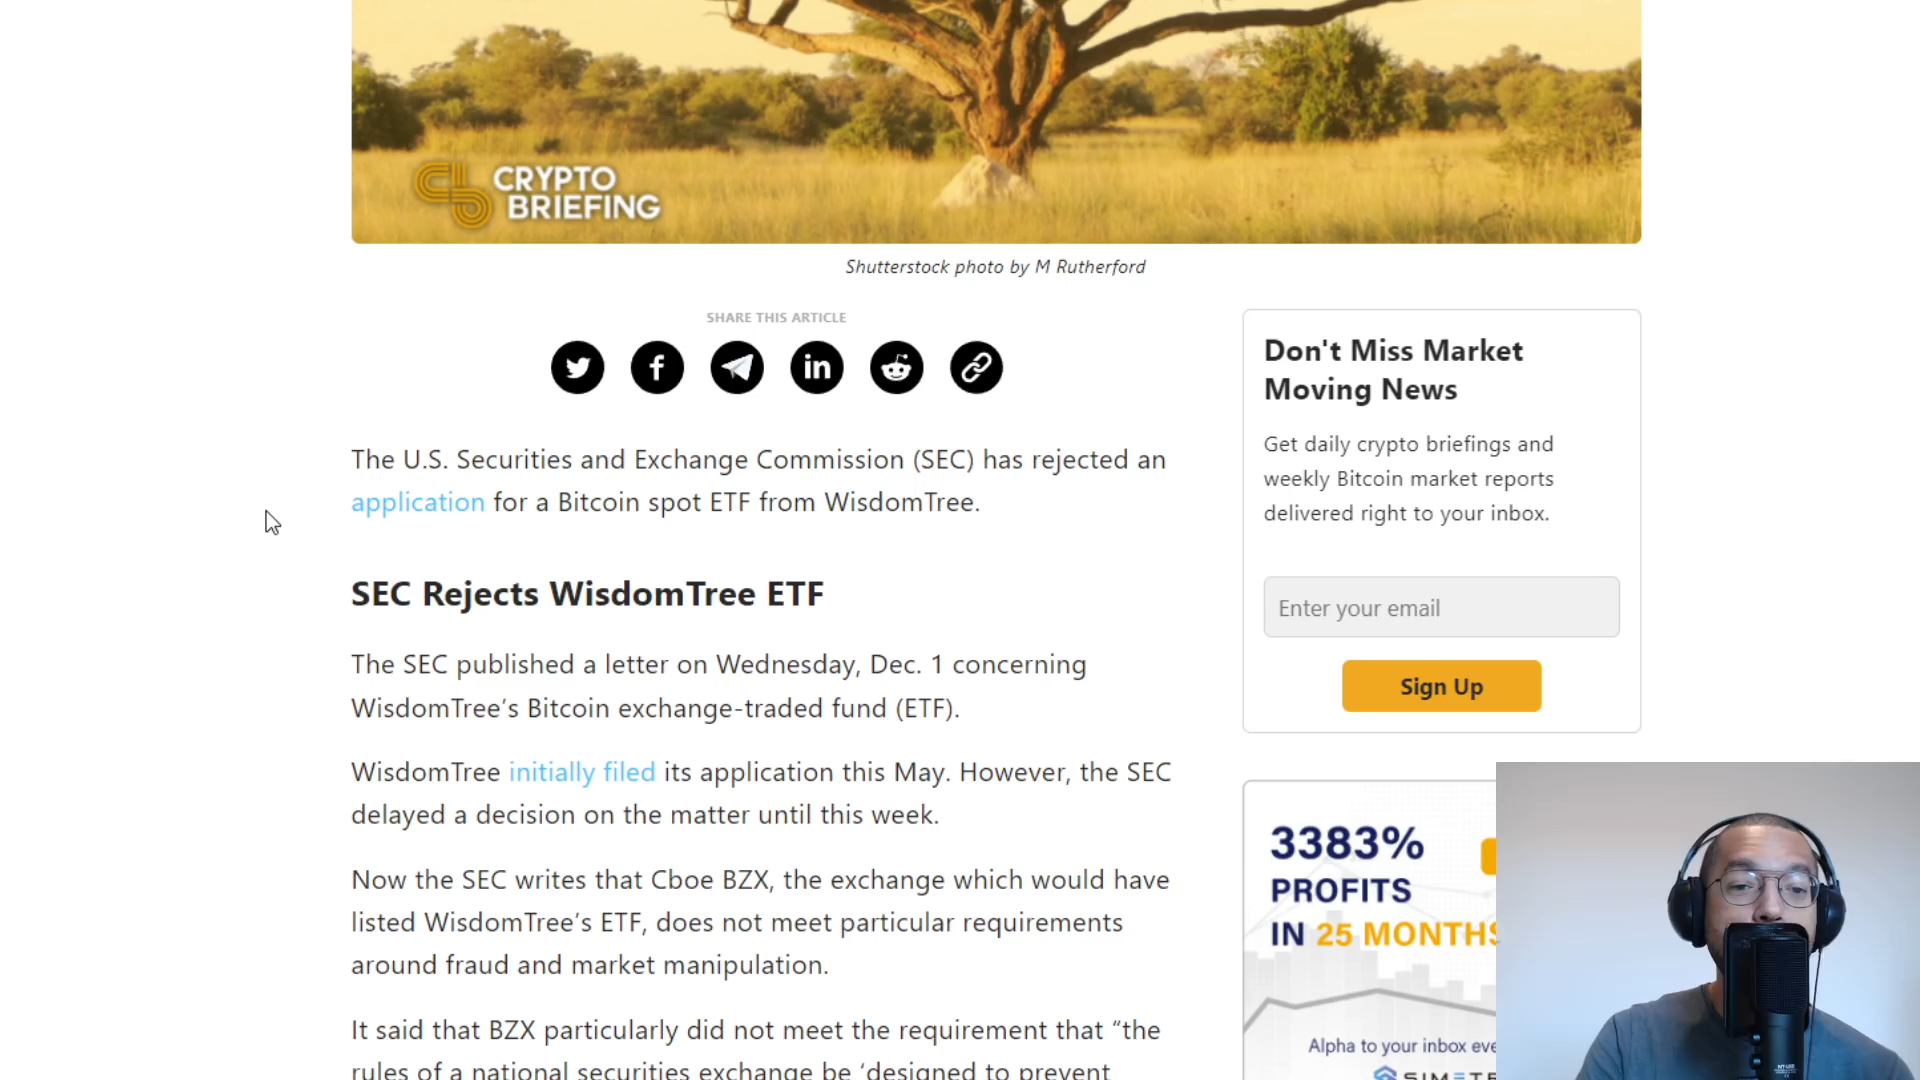 CRYPTO
BRIEFING
Shutterstock photo by M Rutherford
SHARE THIS ARTICLE
The U.S. Securities and Exchange Commission (SEC) has rejected an
application for a Bitcoin spot ETF from WisdomTree.
SEC Rejects WisdomTree ETF
The SEC published a letter on Wednesday, Dec. 1 concerning
WisdomTree’s Bitcoin exchange-traded fund (ETF).
WisdomTree initially filed its application this May. However, the SEC
delayed a decision on the matter until this week.
Now the SEC writes that Cboe BZX, the exchange which would have
listed WisdomTree’s ETF, does not meet particular requirements
around fraud and market manipulation.
It said that BZX particularly did not meet the requirement that “the
rules of a national securities exchange be ‘designed to prevent
Don't Miss Market
Moving News
Get daily crypto briefings and
weekly Bitcoin market reports
delivered right to your inbox.
Enter your email
Sign Up
3383%
PROFITS
IN 25 MONTHS
Alpha to your inbox